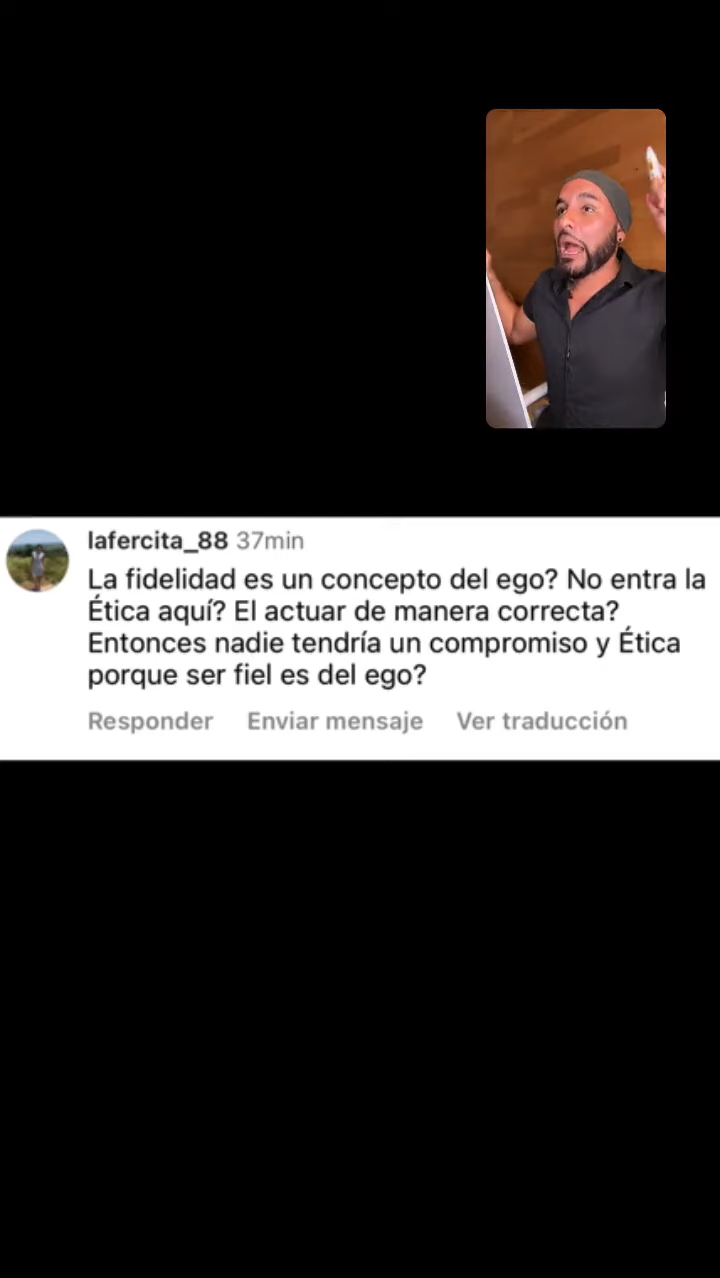 lafercita_88 37min
La fidelidad es un concepto del ego? No entra la
Ética aquí? El actuar de manera correcta?
Entonces nadie tendría un compromiso y Ética
porque ser fiel es del ego?
Responder Enviar mensaje Ver traducción